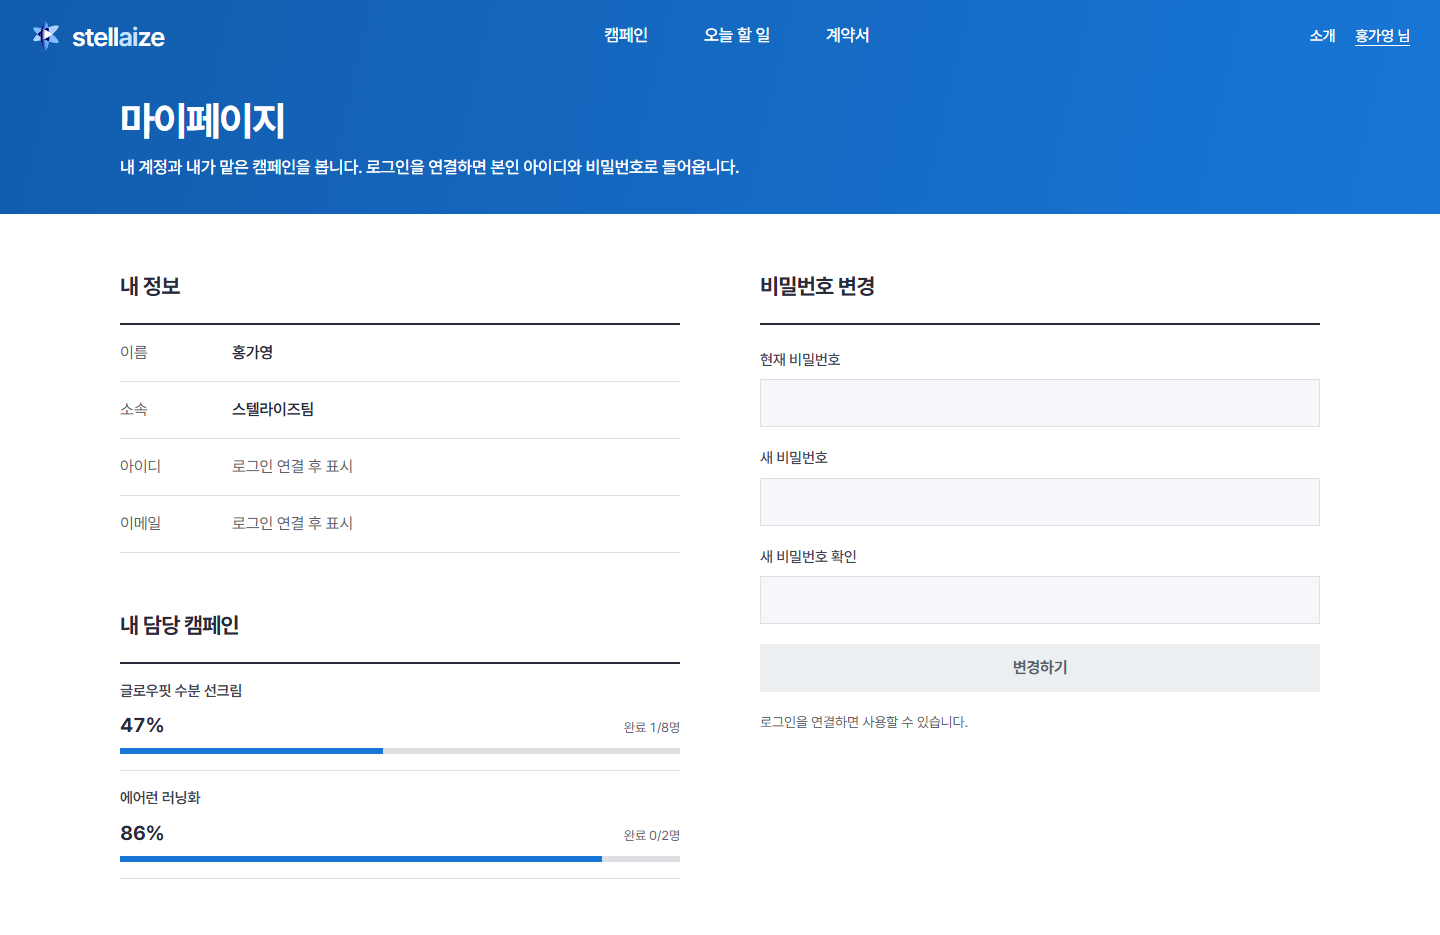 stellaize
캠페인
오늘 할 일
계약서
소개
홍가영 님
마이페이지
내 계정과 내가 맡은 캠페인을 봅니다. 로그인을 연결하면 본인 아이디와 비밀번호로 들어옵니다.
내 정보
이름 홍가영
소속 스텔라이즈팀
아이디 로그인 연결 후 표시
이메일 로그인 연결 후 표시
내 담당 캠페인
글로우핏 수분 선크림
47% 완료 1/8명
에어런 러닝화
86% 완료 0/2명
비밀번호 변경
현재 비밀번호
새 비밀번호
새 비밀번호 확인
변경하기
로그인을 연결하면 사용할 수 있습니다.